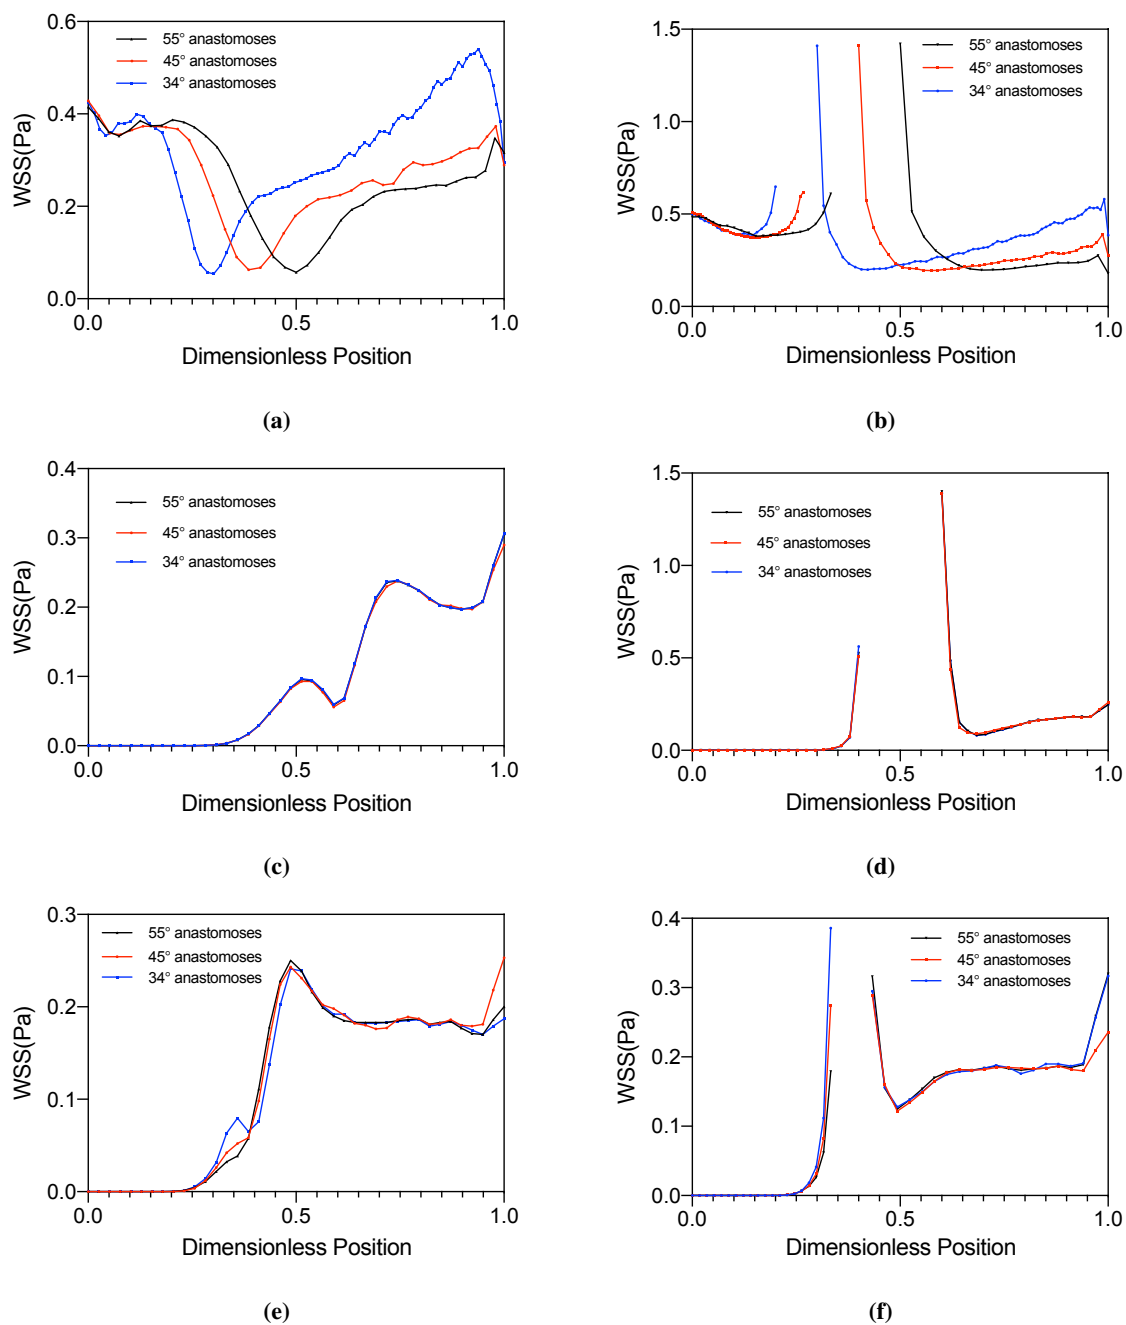 0.6
0.4
0.2
0.0
WSS(Pa)
55° anastomoses
45° anastomoses
34° anastomoses
0.0 0.5 1.0
Dimensionless Position
(a)
1.5
1.0
0.5
0.0
WSS(Pa)
55° anastomoses
45° anastomoses
34° anastomoses
0.0 0.5 1.0
Dimensionless Position
(b)
0.4
0.3
0.2
0.1
0.0
WSS(Pa)
55° anastomoses
45° anastomoses
34° anastomoses
0.0 0.5 1.0
Dimensionless Position
(c)
1.5
1.0
0.5
0.0
WSS(Pa)
55° anastomoses
45° anastomoses
34° anastomoses
0.0 0.5 1.0
Dimensionless Position
(d)
0.3
0.2
0.1
0.0
WSS(Pa)
55° anastomoses
45° anastomoses
34° anastomoses
0.0 0.5 1.0
Dimensionless Position
(e)
0.4
0.3
0.2
0.1
0.0
WSS(Pa)
55° anastomoses
45° anastomoses
34° anastomoses
0.0 0.5 1.0
Dimensionless Position
(f)